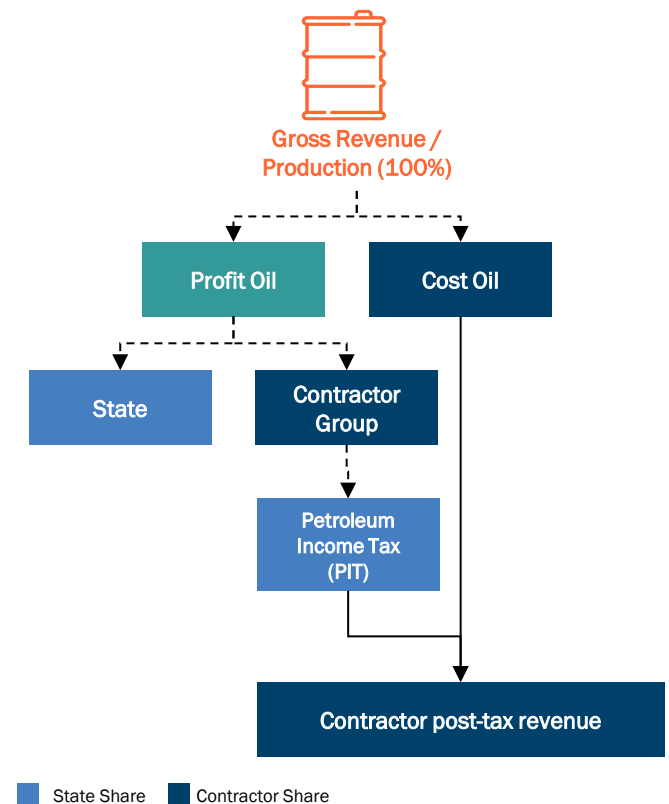 Gross Revenue /
Production (100%)
Profit Oil
Cost Oil
State
Contractor
Group
Petroleum
Income Tax
(PIT)
Contractor post-tax revenue
State Share
Contractor Share